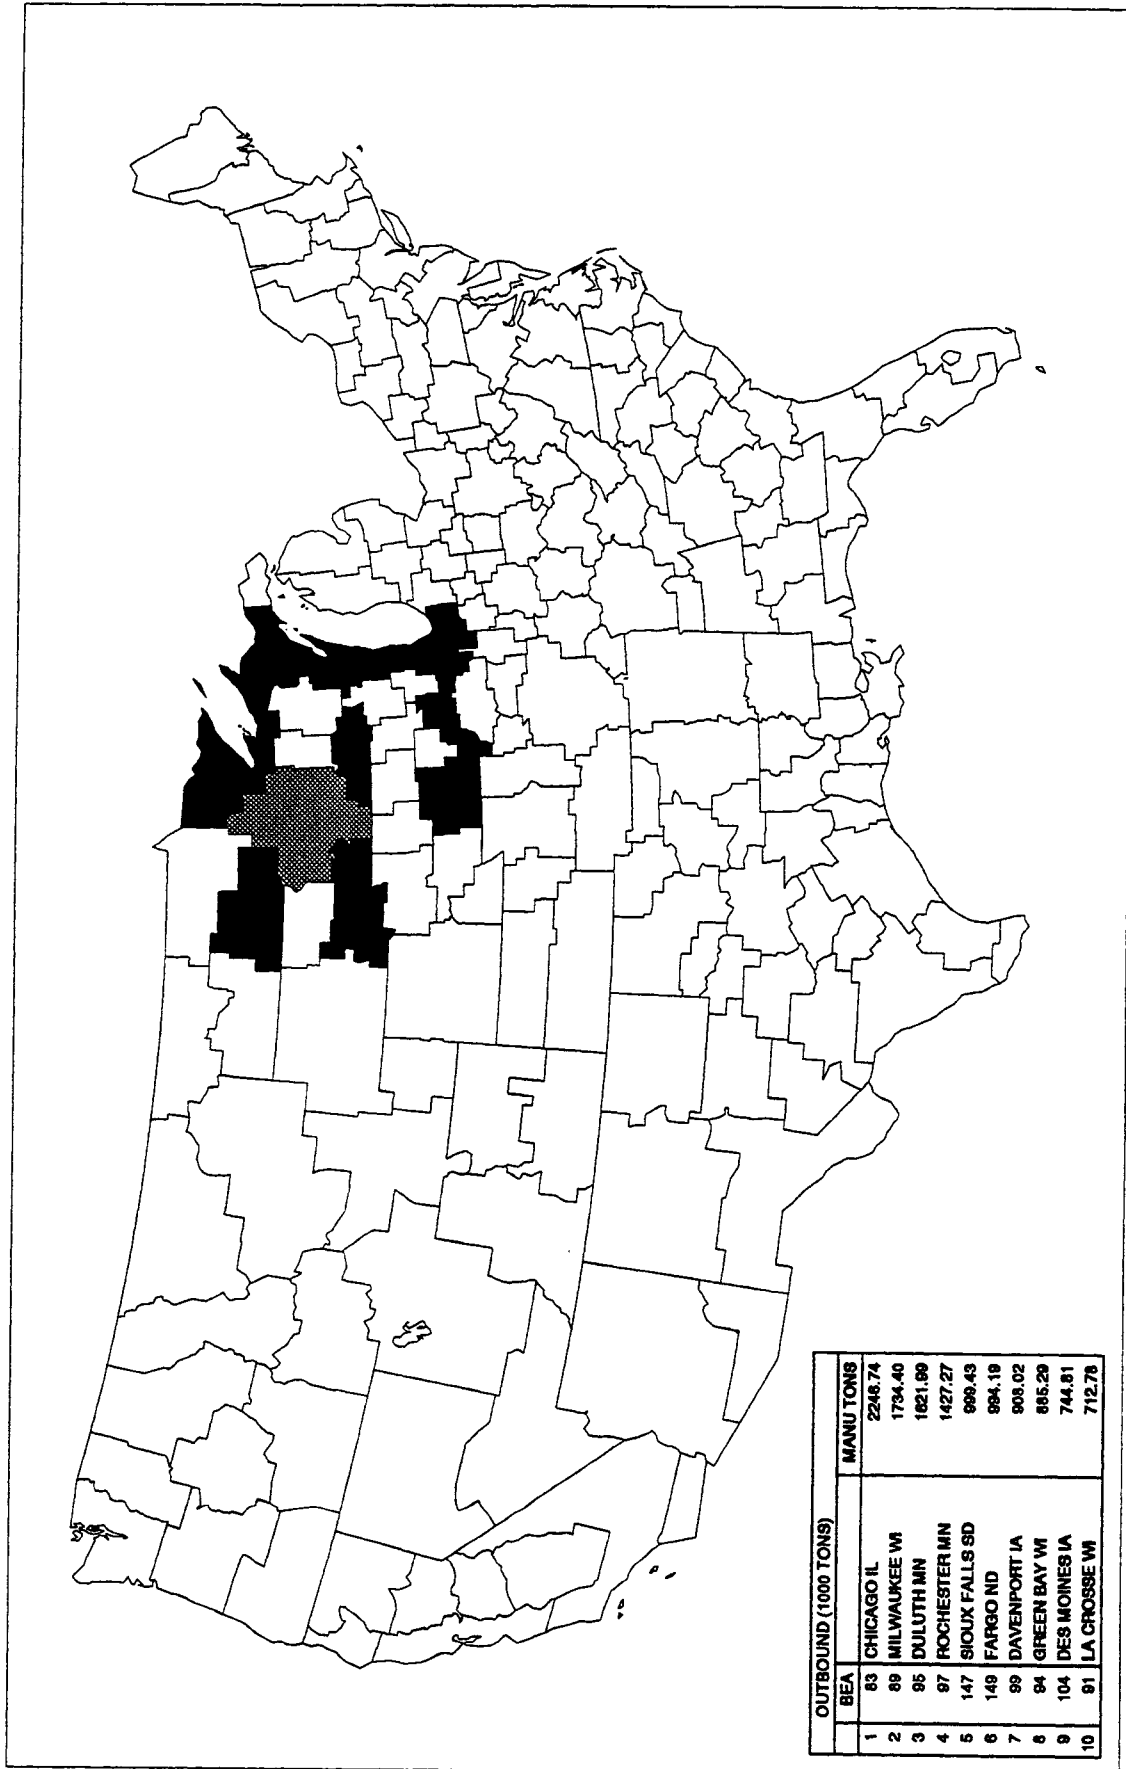 OUTBOUND (1000 TONS)
BEA MANU TONS
1 83 CHICAGO IL 2246.74
2 89 MILWAUKEE WI 1734.40
3 95 DULUTH MN 1621.99
4 97 ROCHESTER MN 1427.27
5 147 SIOUX FALLS SD 999.43
6 149 FARGO ND 994.19
7 99 DAVENPORT IA 908.02
8 94 GREEN BAY WI 885.29
9 104 DES MOINES IA 744.81
10 91 LA CROSSE WI 712.78